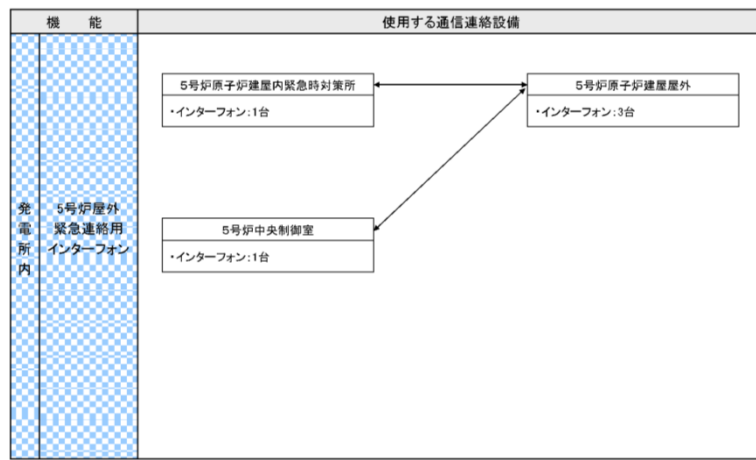 機　能
使用する通信連絡設備
発電所内
5号炉屋外
緊急連絡用
インターフォン
5号炉原子炉建屋内緊急時対策所
・インターフォン:1台
5号炉原子炉建屋屋外
・インターフォン:3台
5号炉中央制御室
・インターフォン:1台